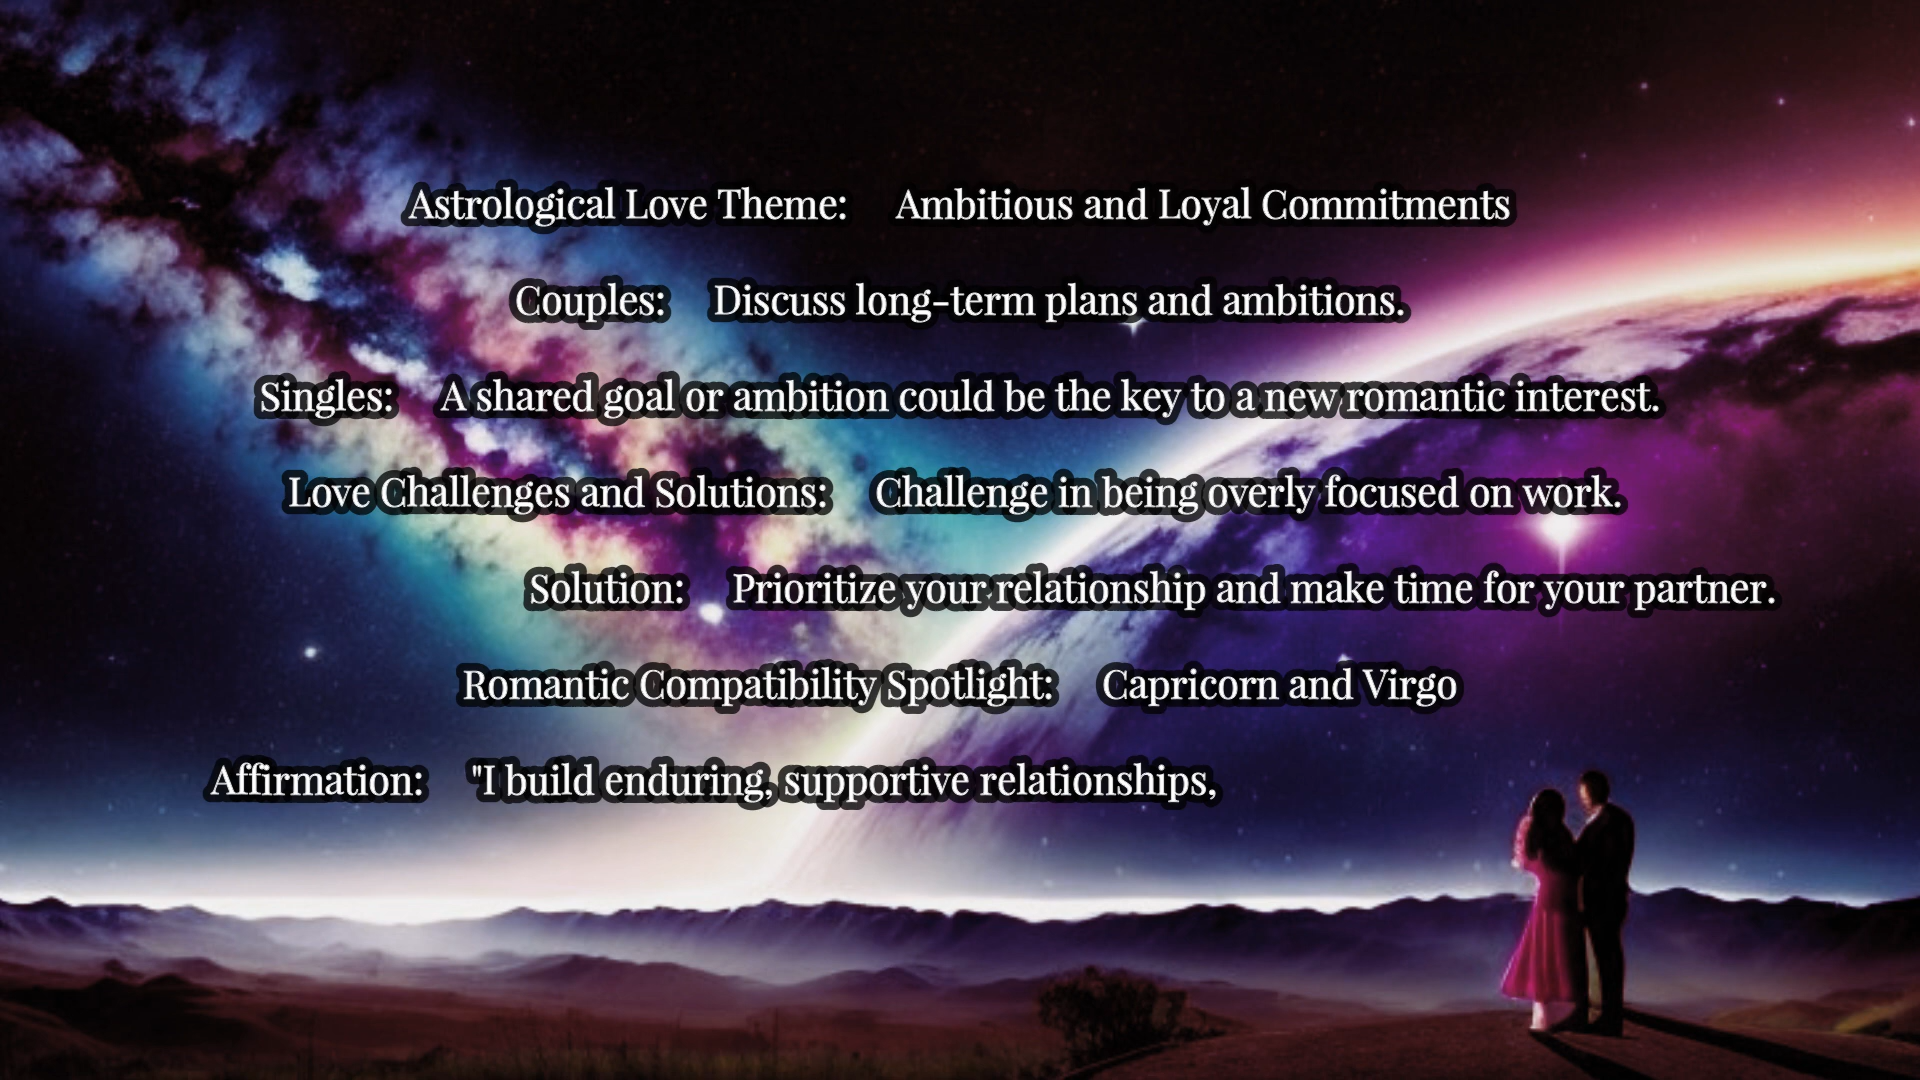 Astrological Love Theme: Ambitious and Loyal Commitments
Couples: Discuss long-term plans and ambitions.
Singles: A shared goal or ambition could be the key to a new romantic interest.
Love Challenges and Solutions: Challenge in being overly focused on work.
Solution: Prioritize your relationship and make time for your partner.
Romantic Compatibility Spotlight: Capricorn and Virgo
Affirmation: "I build enduring, supportive relationships,